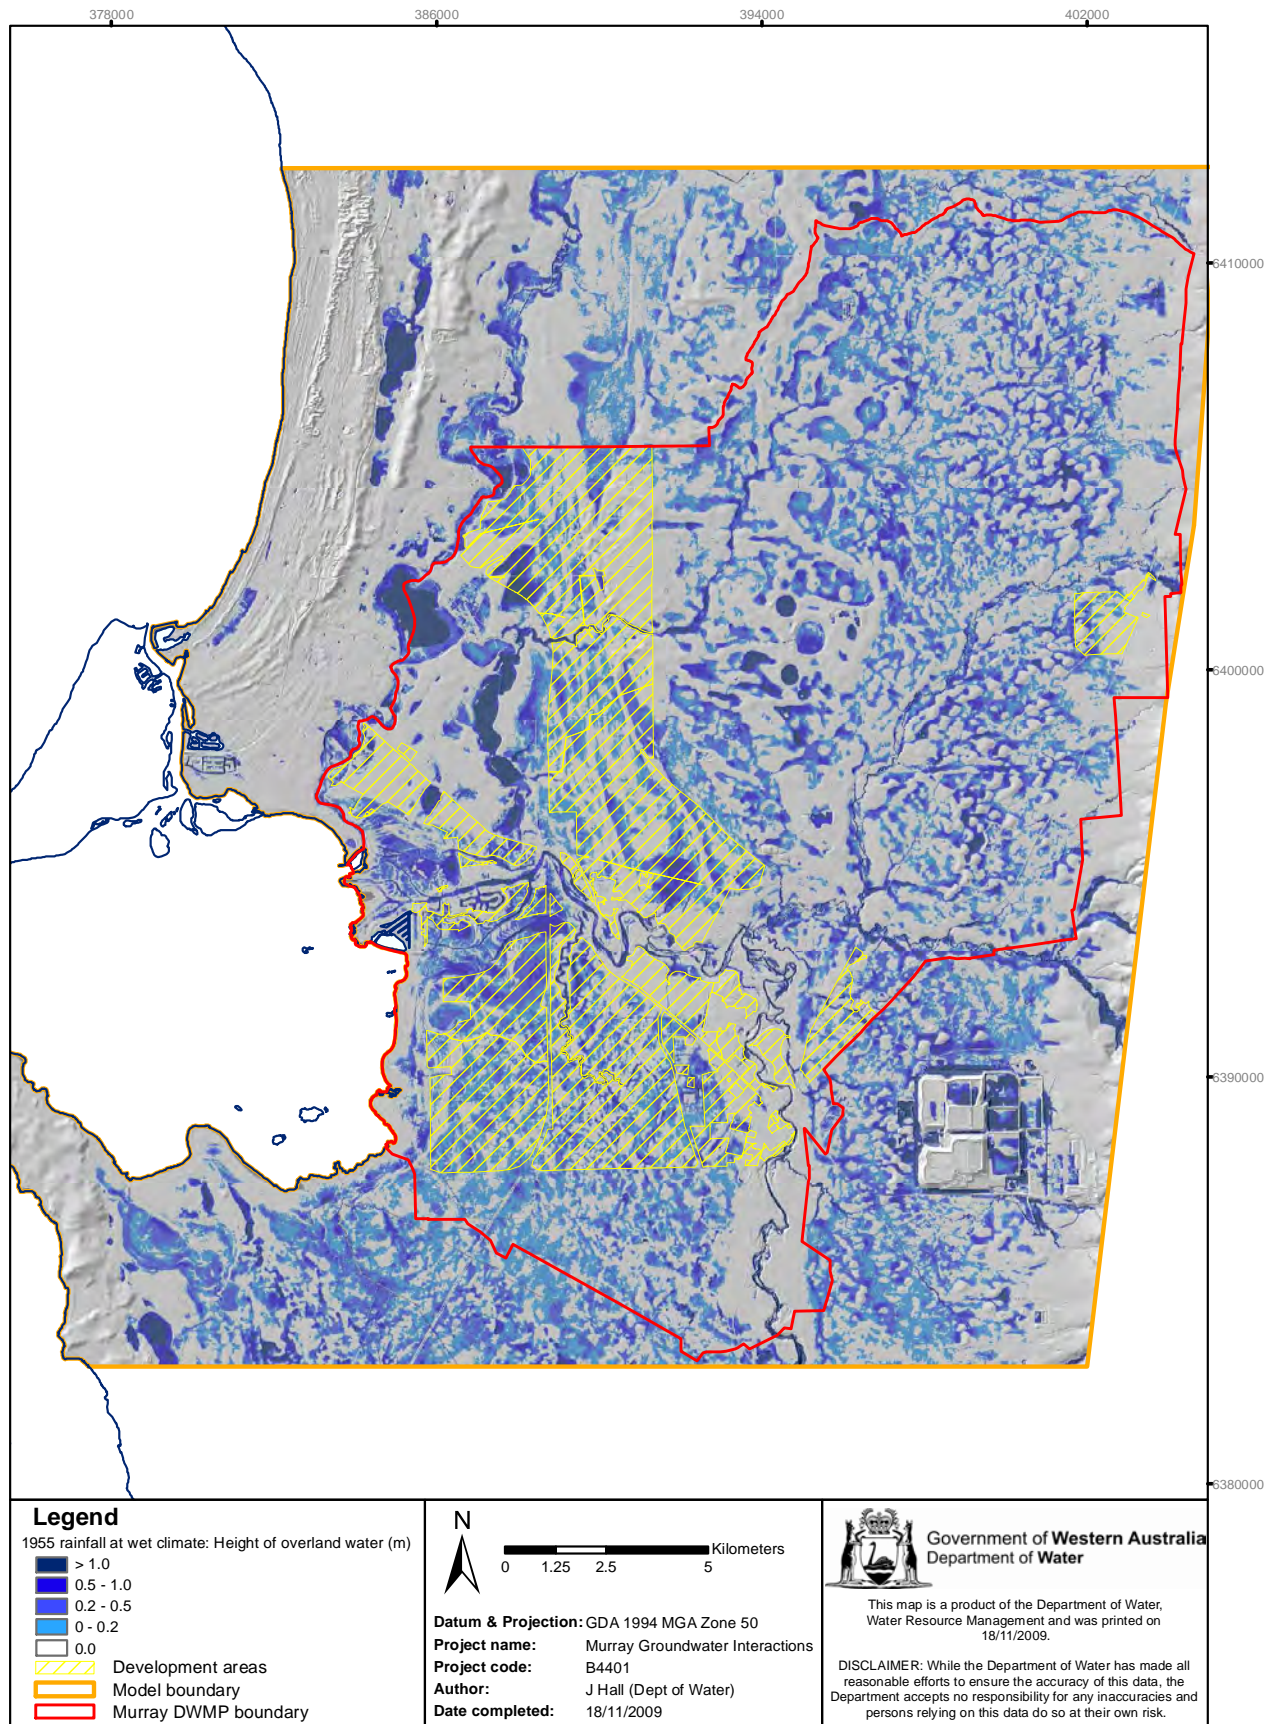 378000 386000 394000 402000
6410000
6400000
6390000
6380000
Legend
1955 rainfall at wet climate: Height of overland water (m)
> 1.0
0.5 - 1.0
0.2 - 0.5
0 - 0.2
0.0
Development areas
Model boundary
Murray DWMP boundary
N
Kilometers
0 1.25 2.5 5
Datum & Projection: GDA 1994 MGA Zone 50
Project name: Murray Groundwater Interactions
Project code: B4401
Author: J Hall (Dept of Water)
Date completed: 18/11/2009
Government of Western Australia
Department of Water
This map is a product of the Department of Water,
Water Resource Management and was printed on
18/11/2009.
DISCLAIMER: While the Department of Water has made all
reasonable efforts to ensure the accuracy of this data, the
Department accepts no responsibility for any inaccuracies and
persons relying on this data do so at their own risk.